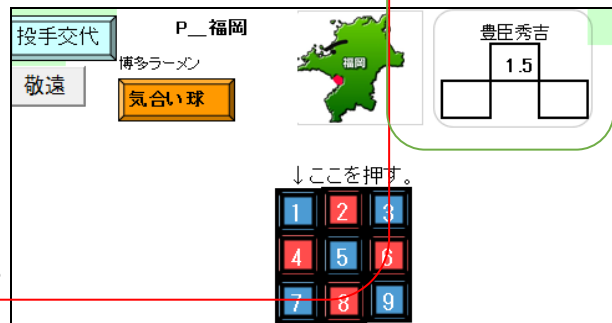 投手交代
P__福岡
豊臣秀吉
1.5
博多ラーメン
福岡
敬遠
気合い球
↓ここを押す。
1 2 3
4 5 6
7 8 9